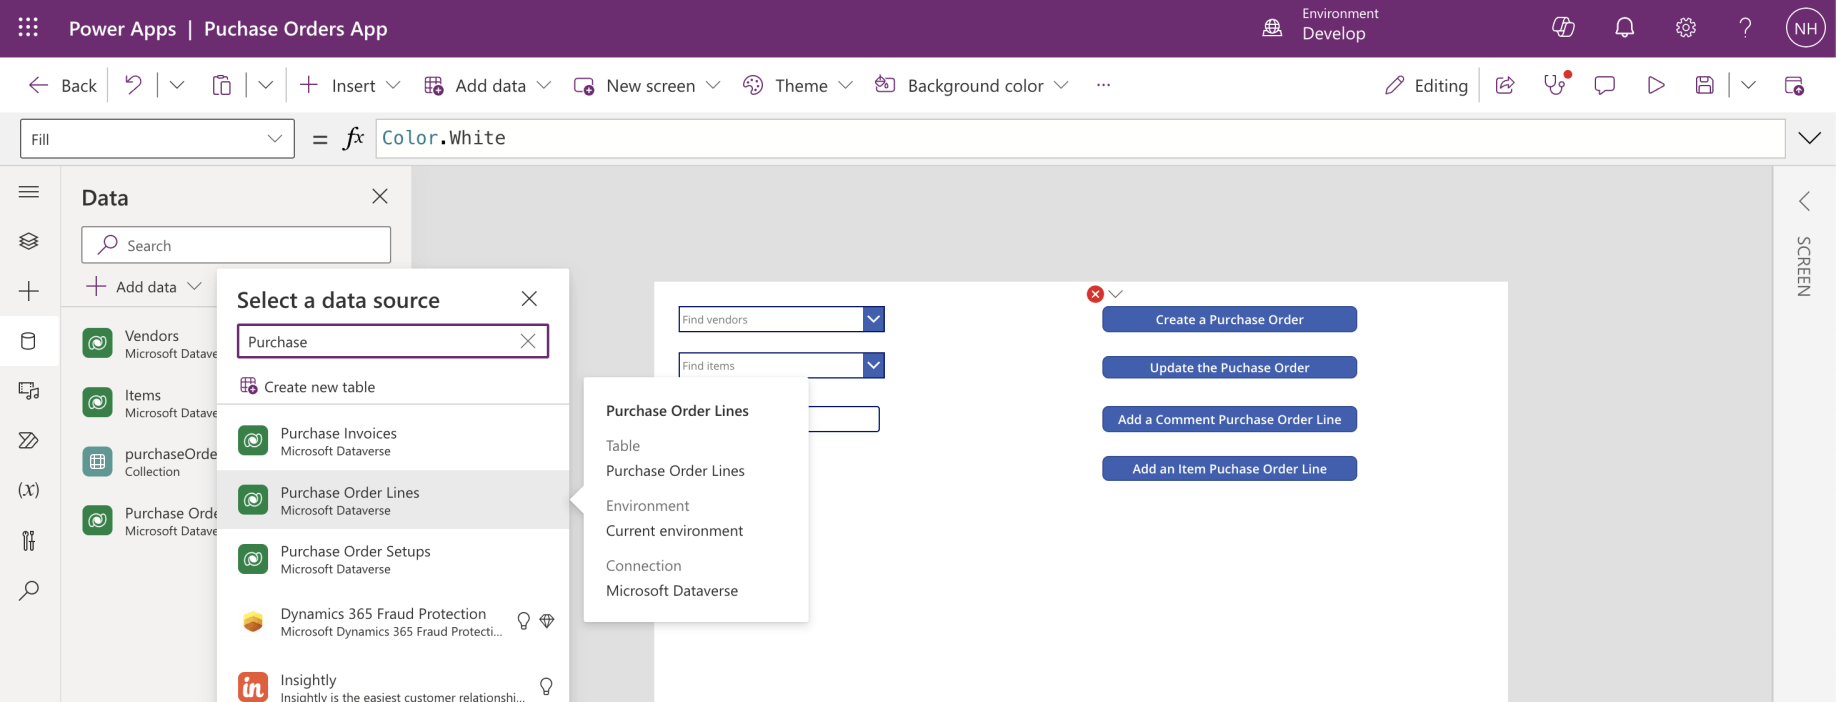 Power Apps | Puchase Orders App
Environment
Develop
NH
Back
Insert
Add data
New screen
Theme
Background color
Editing
Fill
= fx Color.White
Data
Search
Add data
Vendors
Microsoft Datave
Items
Microsoft Datave
purchaseOrde
Collection
Purchase Orde
Microsoft Datave
Select a data source
Purchase
Create new table
Purchase Invoices
Microsoft Dataverse
Purchase Order Lines
Microsoft Dataverse
Purchase Order Setups
Microsoft Dataverse
Dynamics 365 Fraud Protection
Microsoft Dynamics 365 Fraud Protecti...
in
Insightly
Insightly is the easiest customer relationshi...
Purchase Order Lines
Table
Purchase Order Lines
Environment
Current environment
Connection
Microsoft Dataverse
Find vendors
Find items
Create a Purchase Order
Update the Puchase Order
Add a Comment Purchase Order Line
Add an Item Puchase Order Line
SCREEN
(x)